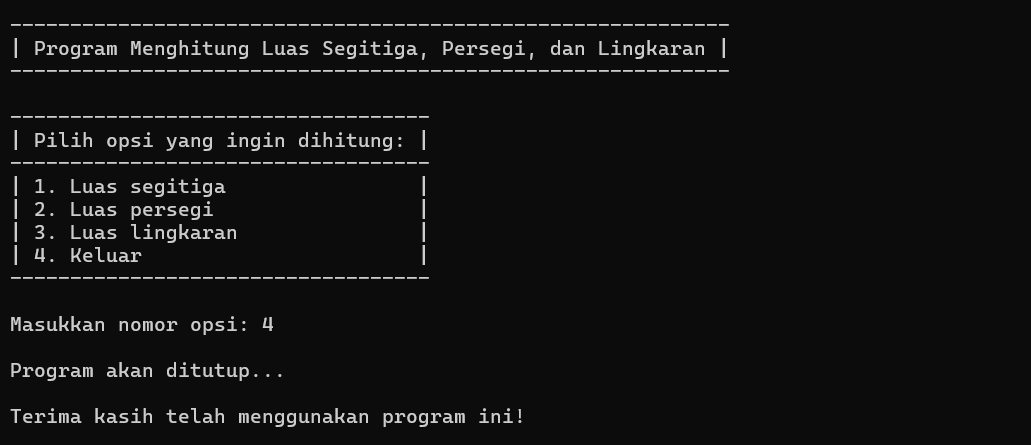 ------------------------------------------------------------
| Program Menghitung Luas Segitiga, Persegi, dan Lingkaran |
------------------------------------------------------------
-----------------------------------
| Pilih opsi yang ingin dihitung: |
-----------------------------------
| 1. Luas segitiga                |
| 2. Luas persegi                 |
| 3. Luas lingkaran               |
| 4. Keluar                       |
-----------------------------------
Masukkan nomor opsi: 4
Program akan ditutup...
Terima kasih telah menggunakan program ini!